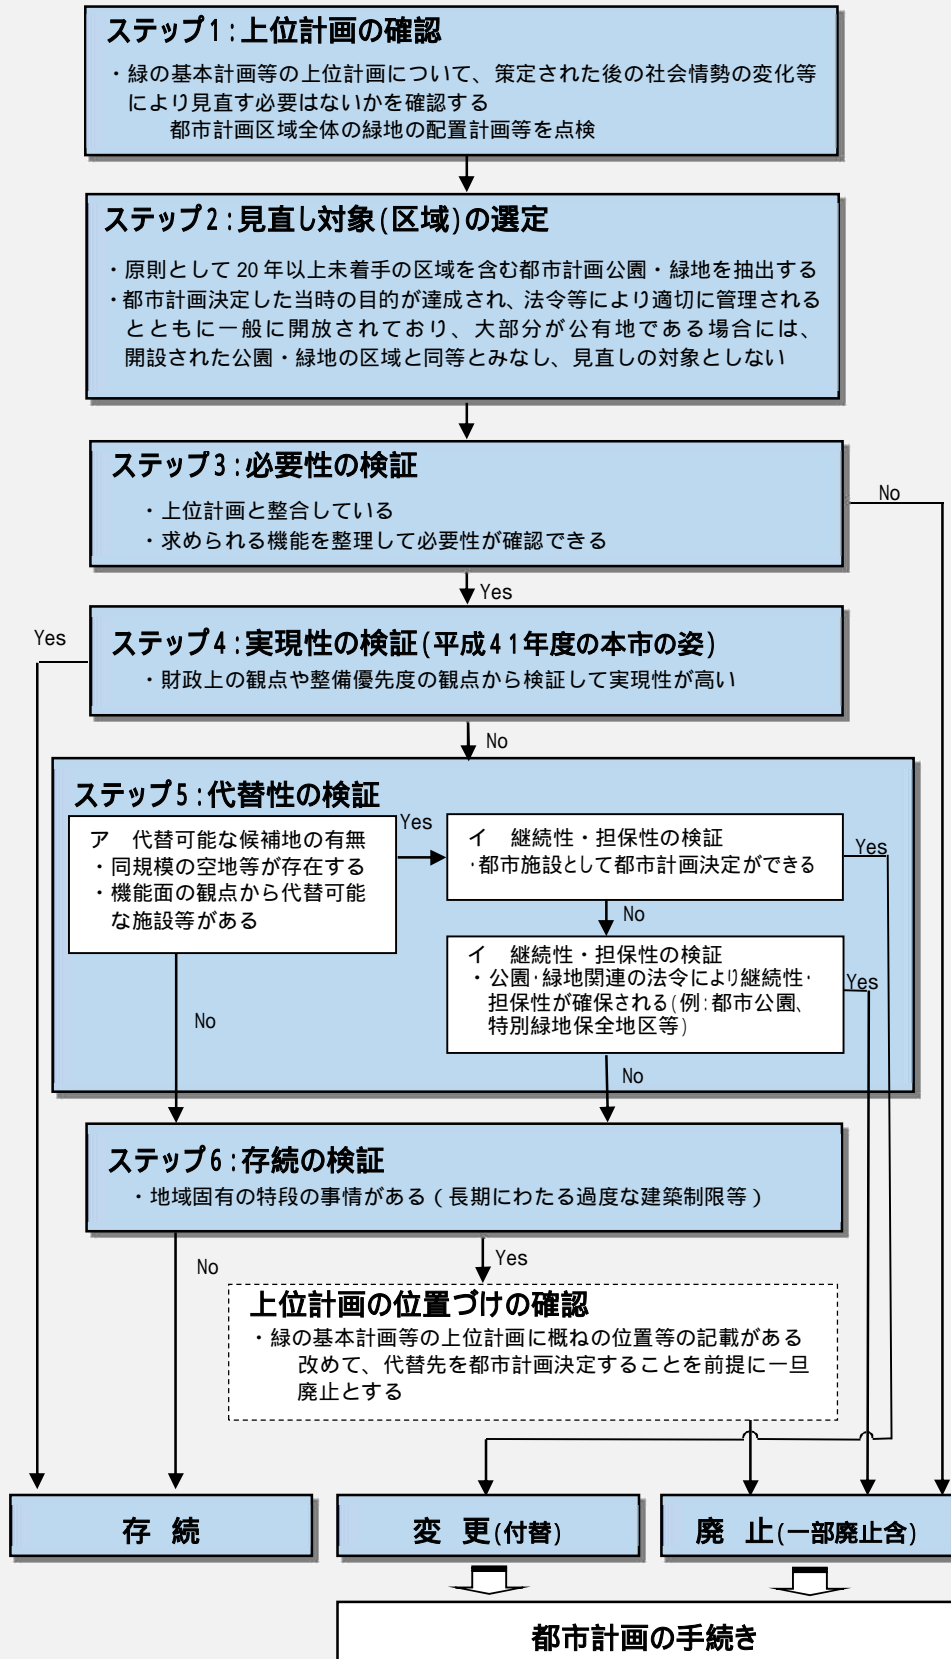 ステップ1:上位計画の確認
・緑の基本計画等の上位計画について、策定された後の社会情勢の変化等
により見直す必要はないかを確認する
都市計画区域全体の緑地の配置計画等を点検
ステップ2:見直し対象(区域)の選定
・原則として20年以上未着手の区域を含む都市計画公園・緑地を抽出する
・都市計画決定した当時の目的が達成され、法令等により適切に管理される
とともに一般に開放されており、大部分が公有地である場合には、
開設された公園・緑地の区域と同等とみなし、見直しの対象としない
ステップ3:必要性の検証
・上位計画と整合している
・求められる機能を整理して必要性が確認できる
No
Yes
Yes
ステップ4:実現性の検証(平成41年度の本市の姿)
・財政上の観点や整備優先度の観点から検証して実現性が高い
No
ステップ5:代替性の検証
ア 代替可能な候補地の有無
・同規模の空地等が存在する
・機能面の観点から代替可能
な施設等がある
Yes
イ 継続性・担保性の検証
・都市施設として都市計画決定ができる
Yes
No
イ 継続性・担保性の検証
・公園・緑地関連の法令により継続性・
担保性が確保される(例:都市公園、
特別緑地保全地区等)
Yes
No
No
ステップ6:存続の検証
・地域固有の特段の事情がある(長期にわたる過度な建築制限等)
No
Yes
上位計画の位置づけの確認
・緑の基本計画等の上位計画に概ねの位置等の記載がある
改めて、代替先を都市計画決定することを前提に一旦
廃止とする
存 続
変 更(付替)
廃 止(一部廃止含)
都市計画の手続き